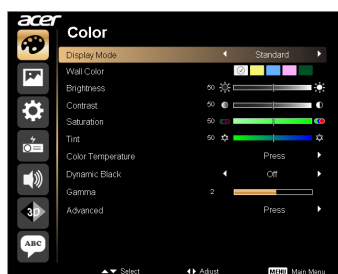 acer
Color
Display Mode Standard
Wall Color
Brightness 50
Contrast 50
Saturation 50
Tint 50
Color Temperature Press
Dynamic Black Off
Gamma 2
Advanced Press
3D
ABC
Select Adjust MENU Main Menu